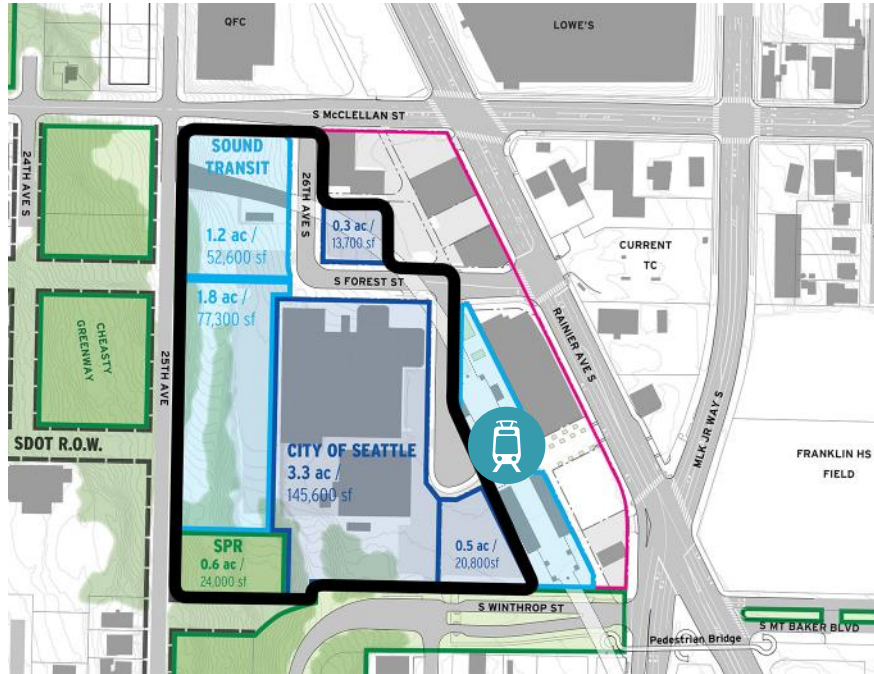 QFC
LOWE'S
S McCLELLAN ST
SOUND
TRANSIT
24TH AVE S
26TH AVE S
1.2 ac /
52,600 sf
0.3 ac /
13,700 sf
CURRENT
TC
S FOREST ST
1.8 ac /
77,300 sf
RAINIER AVE S
CHEASTY
GREENWAY
25TH AVE
MLK JR WAY S
SDOT R.O.W.
CITY OF SEATTLE
3.3 ac /
145,600 sf
FRANKLIN HS
FIELD
SPR
0.6 ac /
24,000 sf
0.5 ac /
20,800sf
S WINTHROP ST
S MT BAKER BLVD
Pedestrian Bridge